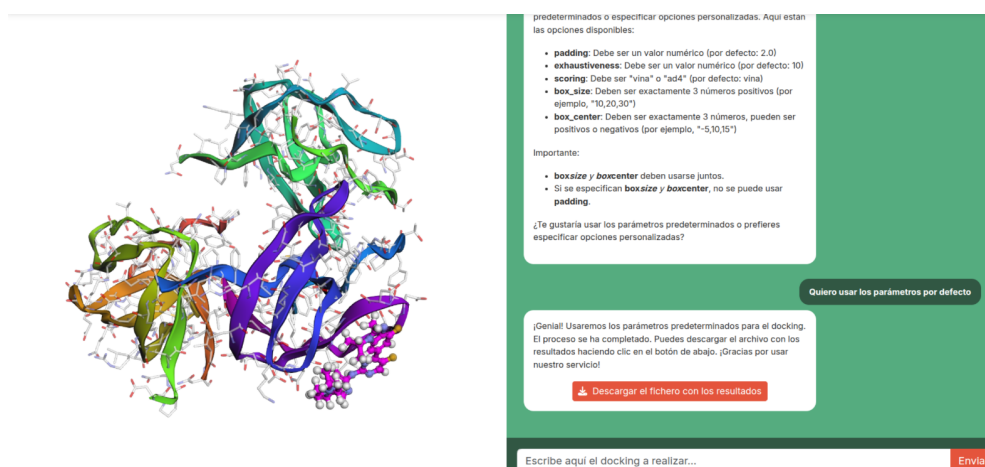 predeterminados o especificar opciones personalizadas. Aquí están
las opciones disponibles:
• padding: Debe ser un valor numérico (por defecto: 2.0)
• exhaustiveness: Debe ser un valor numérico (por defecto: 10)
• scoring: Debe ser "vina" o "ad4" (por defecto: vina)
• box_size: Deben ser exactamente 3 números positivos (por
ejemplo, "10,20,30")
• box_center: Deben ser exactamente 3 números, pueden ser
positivos o negativos (por ejemplo, "-5,10,15")
Importante:
• boxsize y boxcenter deben usarse juntos.
• Si se especifican boxsize y boxcenter, no se puede usar
padding.
¿Te gustaría usar los parámetros predeterminados o prefieres
especificar opciones personalizadas?
Quiero usar los parámetros por defecto
¡Genial! Usaremos los parámetros predeterminados para el docking.
El proceso se ha completado. Puedes descargar el archivo con los
resultados haciendo clic en el botón de abajo. ¡Gracias por usar
nuestro servicio!
Descargar el fichero con los resultados
Escribe aquí el docking a realizar...
Envia